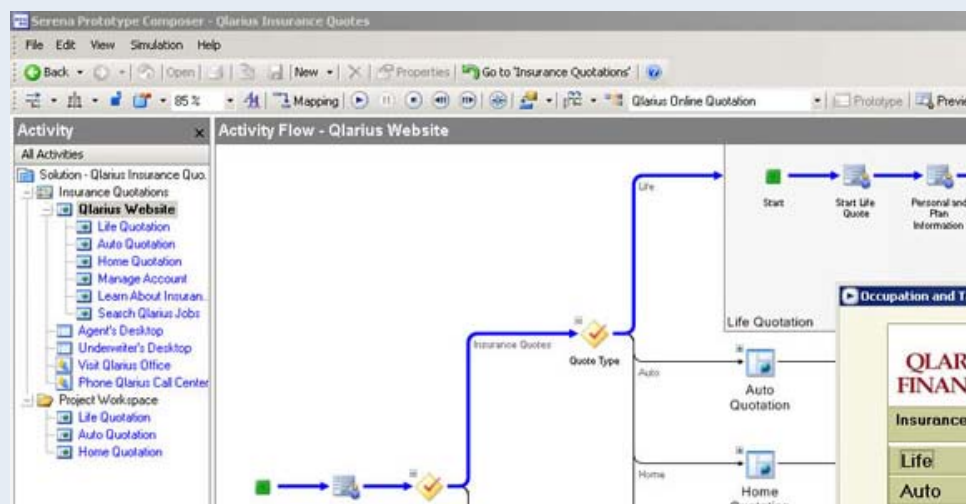 Serena Prototype Composer - Qlarius Insurance Quotes
File Edit View Simulation Help
Back Open New Properties Go to 'Insurance Quotations'
85% Mapping Qlarius Online Quotation Prototype Previe
Activity
All Activities
Solution - Qlarius Insurance Quo.
Insurance Quotations
Qlarius Website
Life Quotation
Auto Quotation
Home Quotation
Manage Account
Learn About Insuran.
Search Qlarius Jobs
Agent's Desktop
Underwriter's Desktop
Visit Qlarius Office
Phone Qlarius Call Center
Project Workspace
Life Quotation
Auto Quotation
Home Quotation
Activity Flow - Qlarius Website
Life
Start
Start Life
Quote
Personal and
Plan
Information
Life Quotation
Insurance Quotes
Quote Type
Auto
Auto
Quotation
Home
Home
Quotation
Occupation and T
QLAR
FINAN
Insurance
Life
Auto